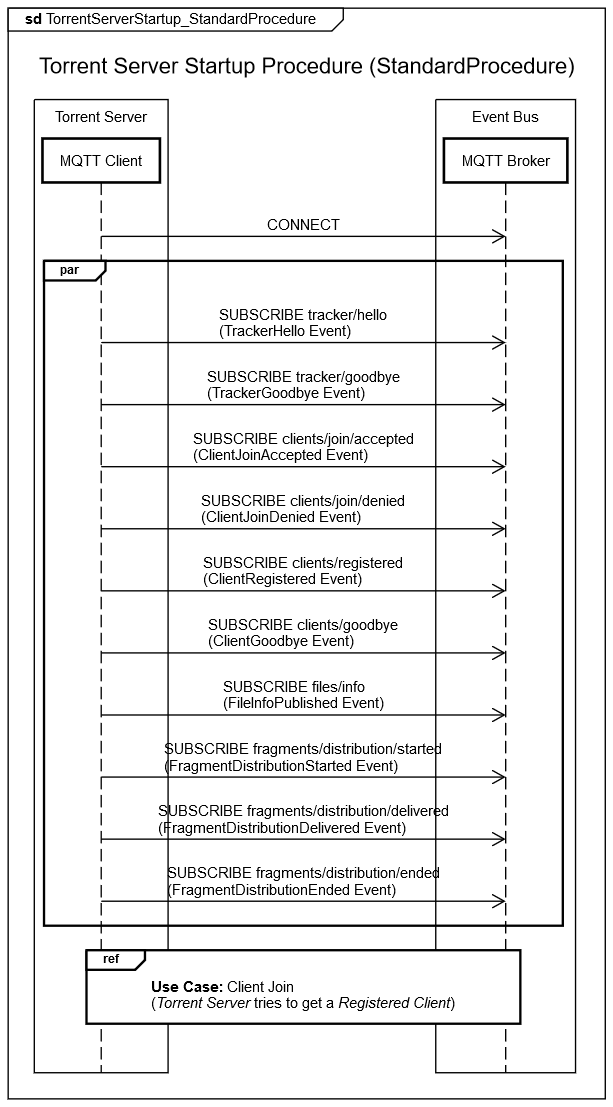 sd TorrentServerStartup_StandardProcedure
Torrent Server Startup Procedure (StandardProcedure)
Torrent Server
Event Bus
MQTT Client
MQTT Broker
CONNECT
par
SUBSCRIBE tracker/hello
(TrackerHello Event)
SUBSCRIBE tracker/goodbye
(TrackerGoodbye Event)
SUBSCRIBE clients/join/accepted
(ClientJoinAccepted Event)
SUBSCRIBE clients/join/denied
(ClientJoinDenied Event)
SUBSCRIBE clients/registered
(ClientRegistered Event)
SUBSCRIBE clients/goodbye
(ClientGoodbye Event)
SUBSCRIBE files/info
(FileInfoPublished Event)
SUBSCRIBE fragments/distribution/started
(FragmentDistributionStarted Event)
SUBSCRIBE fragments/distribution/delivered
(FragmentDistributionDelivered Event)
SUBSCRIBE fragments/distribution/ended
(FragmentDistributionEnded Event)
ref
Use Case: Client Join
(Torrent Server tries to get a Registered Client)